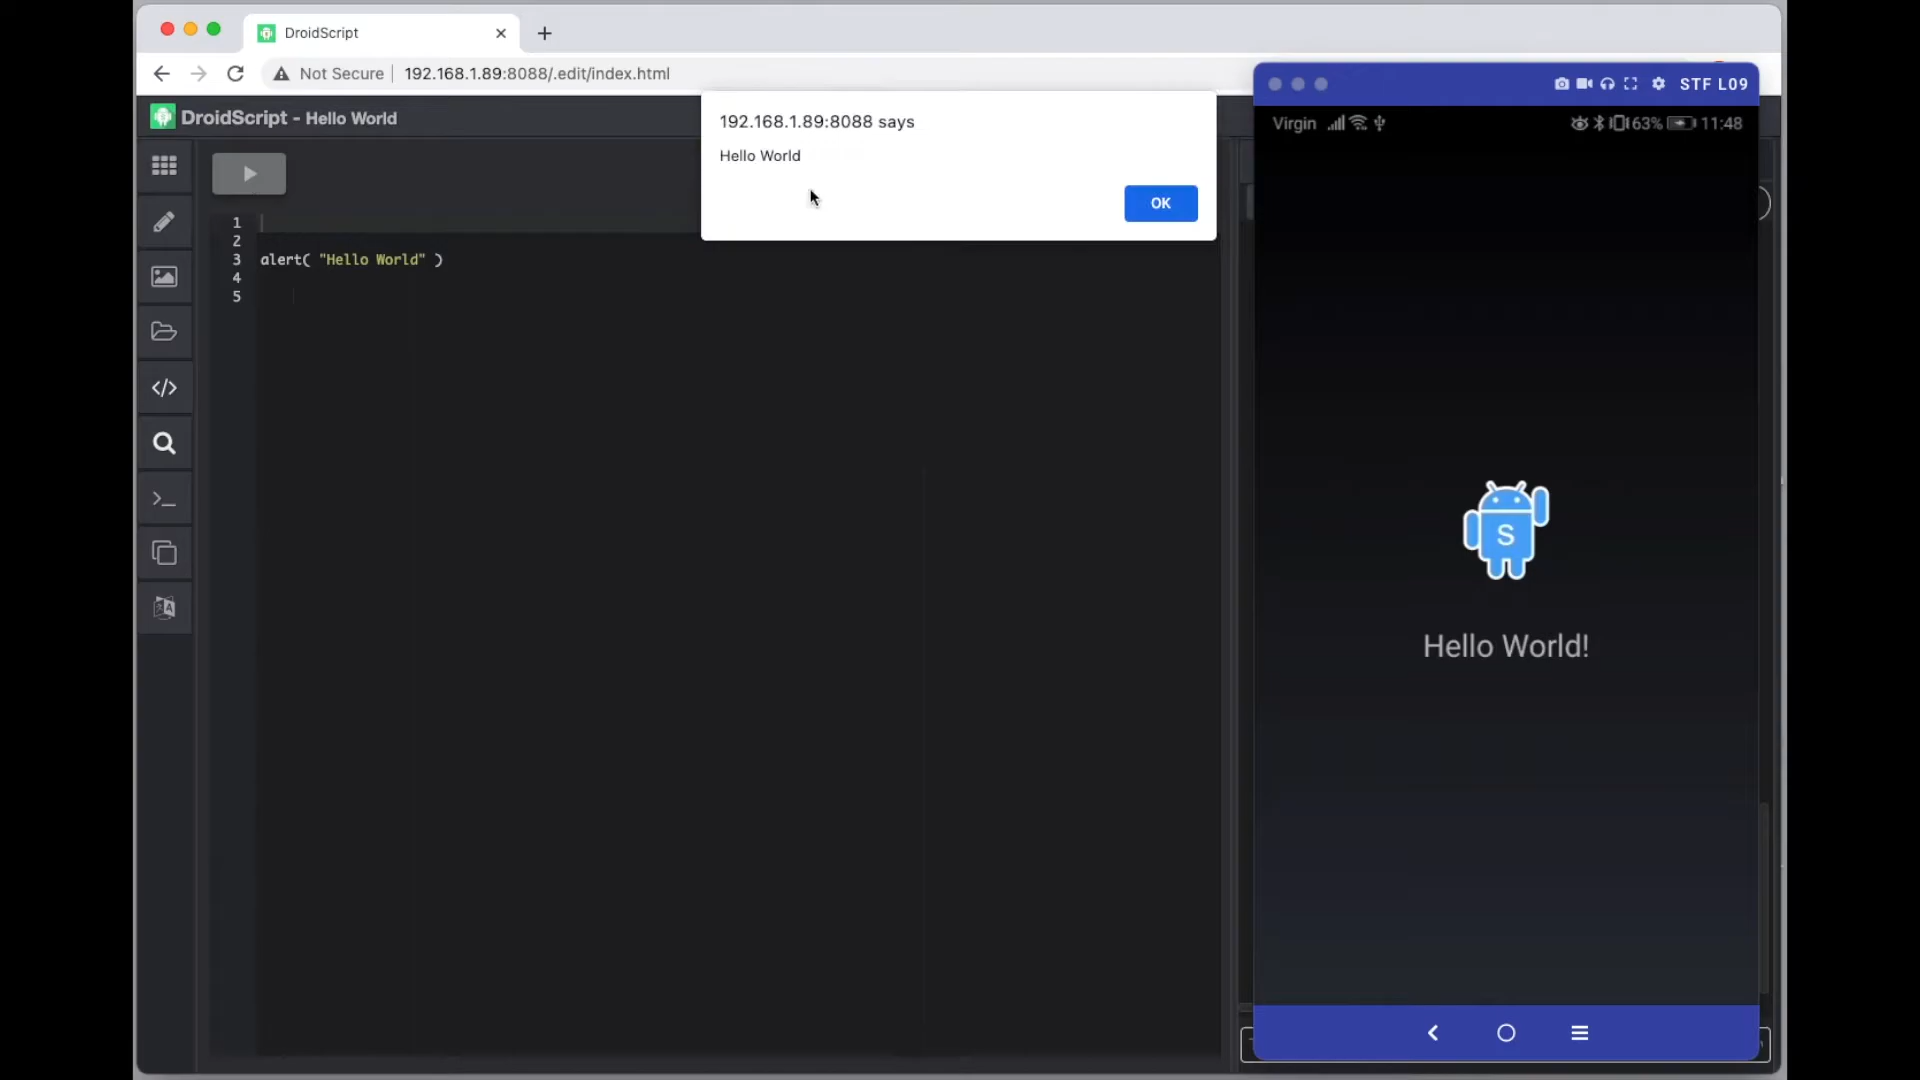 DroidScript
Not Secure
192.168.1.89:8088/.edit/index.html
DroidScript - Hello World
192.168.1.89:8088 says
Hello World
OK
1
2
3 alert( "Hello World" )
4
5
STF L09
Virgin
63%
11:48
S
Hello World!